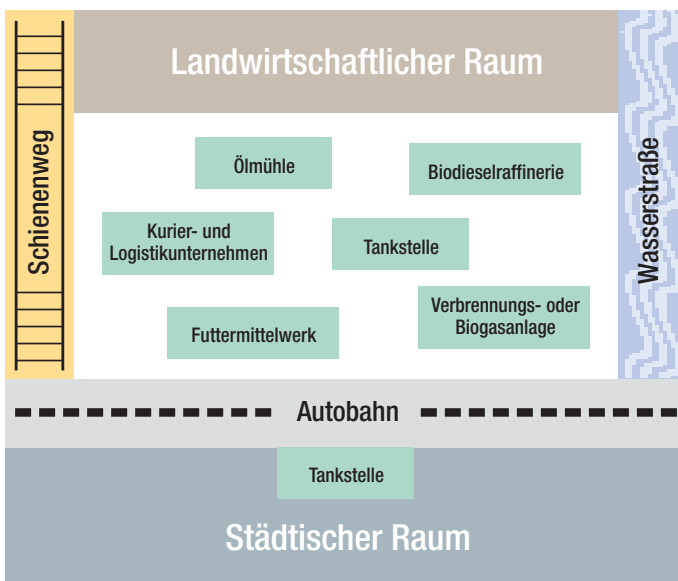 Landwirtschaftlicher Raum
Schienenweg
Wasserstraße
Ölmühle
Biodieselraffinerie
Kurier- und
Logistikunternehmen
Tankstelle
Verbrennungs- oder
Biogasanlage
Futtermittelwerk
Autobahn
Tankstelle
Städtischer Raum